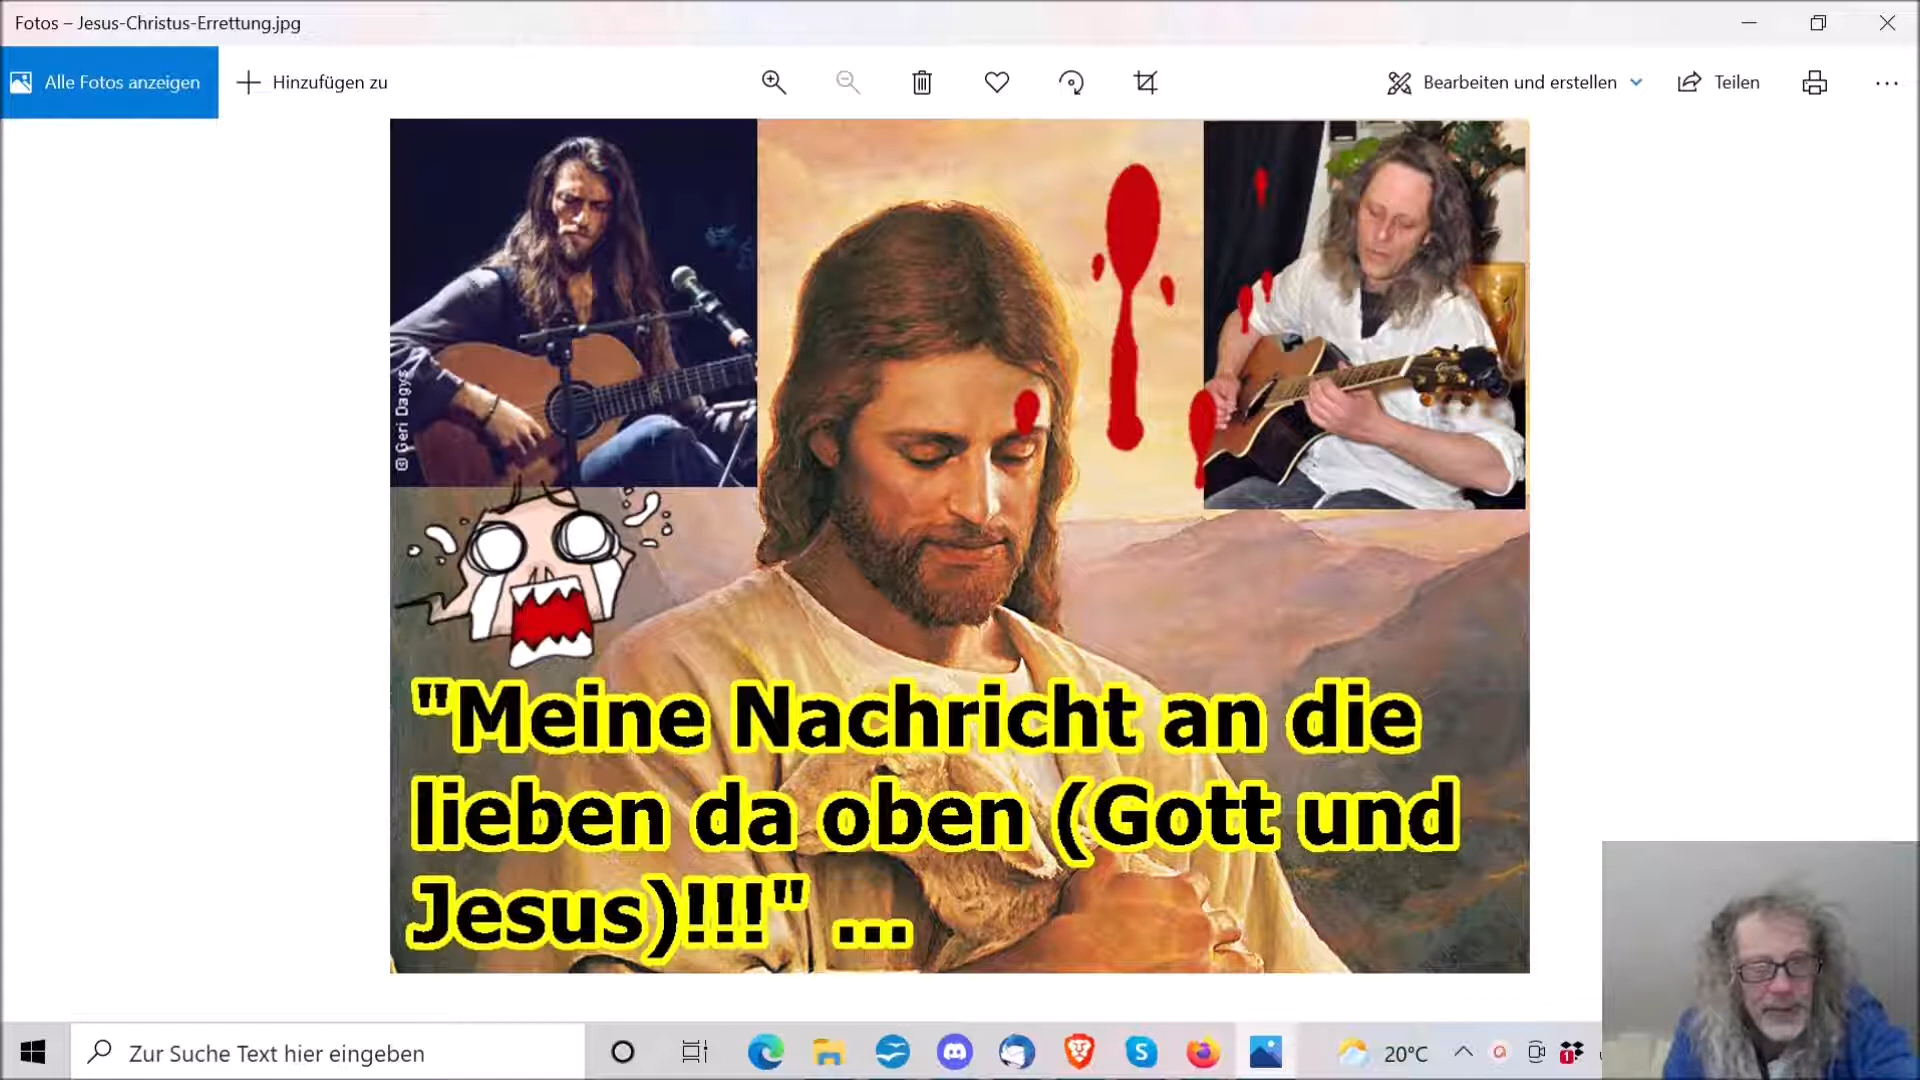 Fotos – Jesus-Christus-Errettung.jpg
Alle Fotos anzeigen
Hinzufügen zu
Bearbeiten und erstellen
Teilen
© Geri Dagys
"Meine Nachricht an die
lieben da oben (Gott und
Jesus)!!!" ...
Zur Suche Text hier eingeben
20°C
1